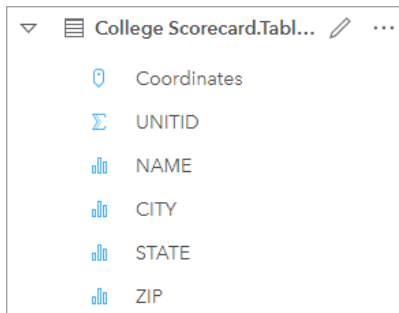 College Scorecard.Tabl...
Coordinates
UNITID
NAME
CITY
STATE
ZIP